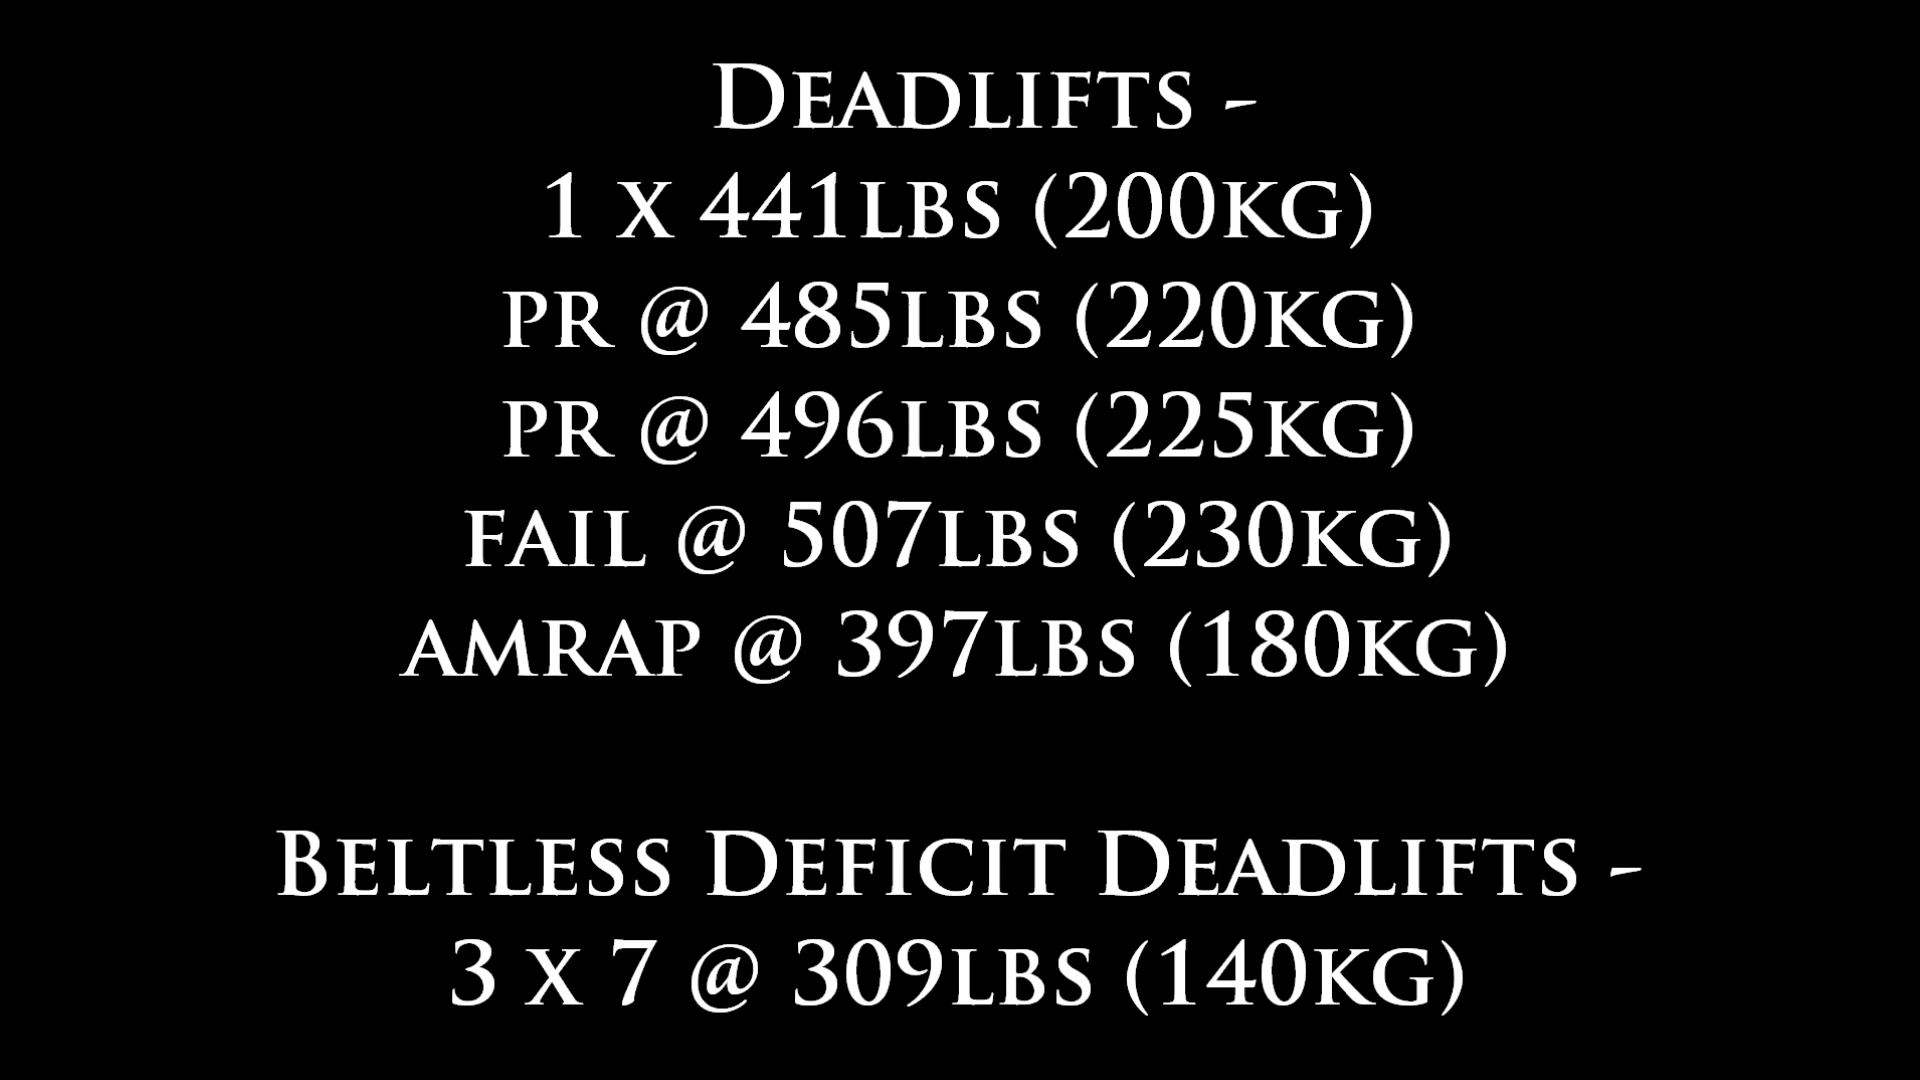 Deadlifts -
1 x 441lbs (200kg)
PR @ 485lbs (220kg)
PR @ 496lbs (225kg)
fail @ 507lbs (230kg)
AMRAP @ 397lbs (180kg)
Beltless Deficit Deadlifts -
3 x 7 @ 309lbs (140kg)